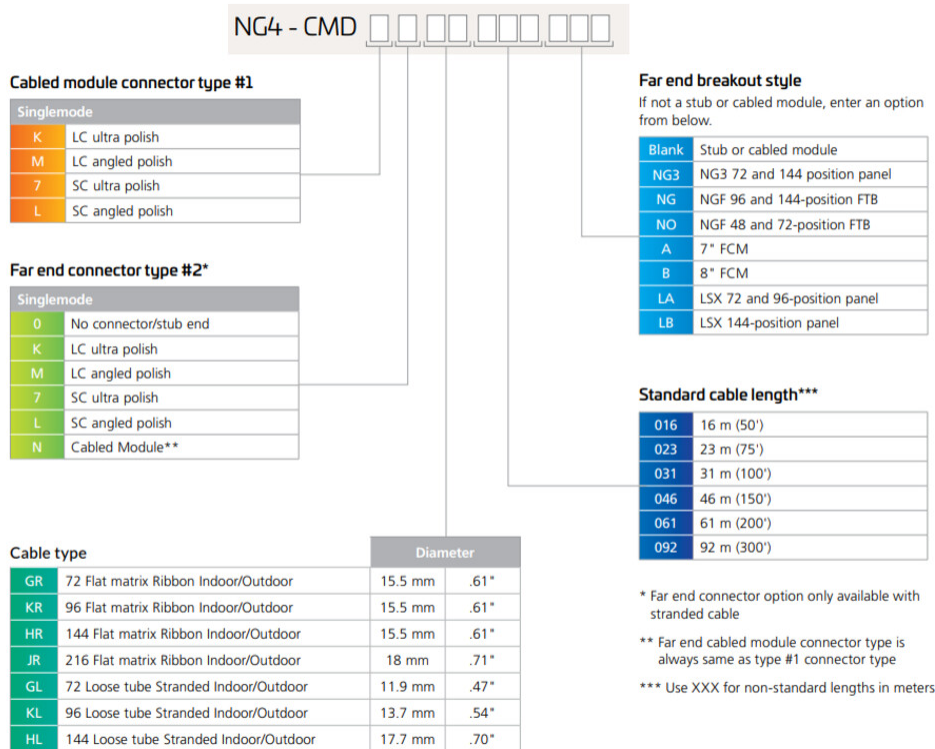 NG4 - CMD
Cabled module connector type #1
Singlemode
K LC ultra polish
M LC angled polish
7 SC ultra polish
L SC angled polish
Far end connector type #2*
Singlemode
0 No connector/stub end
K LC ultra polish
M LC angled polish
7 SC ultra polish
L SC angled polish
N Cabled Module**
Cable type Diameter
GR 72 Flat matrix Ribbon Indoor/Outdoor 15.5 mm .61"
KR 96 Flat matrix Ribbon Indoor/Outdoor 15.5 mm .61"
HR 144 Flat matrix Ribbon Indoor/Outdoor 15.5 mm .61"
JR 216 Flat matrix Ribbon Indoor/Outdoor 18 mm .71"
GL 72 Loose tube Stranded Indoor/Outdoor 11.9 mm .47"
KL 96 Loose tube Stranded Indoor/Outdoor 13.7 mm .54"
HL 144 Loose tube Stranded Indoor/Outdoor 17.7 mm .70"
Far end breakout style
If not a stub or cabled module, enter an option
from below.
Blank Stub or cabled module
NG3 NG3 72 and 144 position panel
NG NGF 96 and 144-position FTB
NO NGF 48 and 72-position FTB
A 7" FCM
B 8" FCM
LA LSX 72 and 96-position panel
LB LSX 144-position panel
Standard cable length***
016 16 m (50')
023 23 m (75')
031 31 m (100')
046 46 m (150')
061 61 m (200')
092 92 m (300')
* Far end connector option only available with
stranded cable
** Far end cabled module connector type is
always same as type #1 connector type
*** Use XXX for non-standard lengths in meters